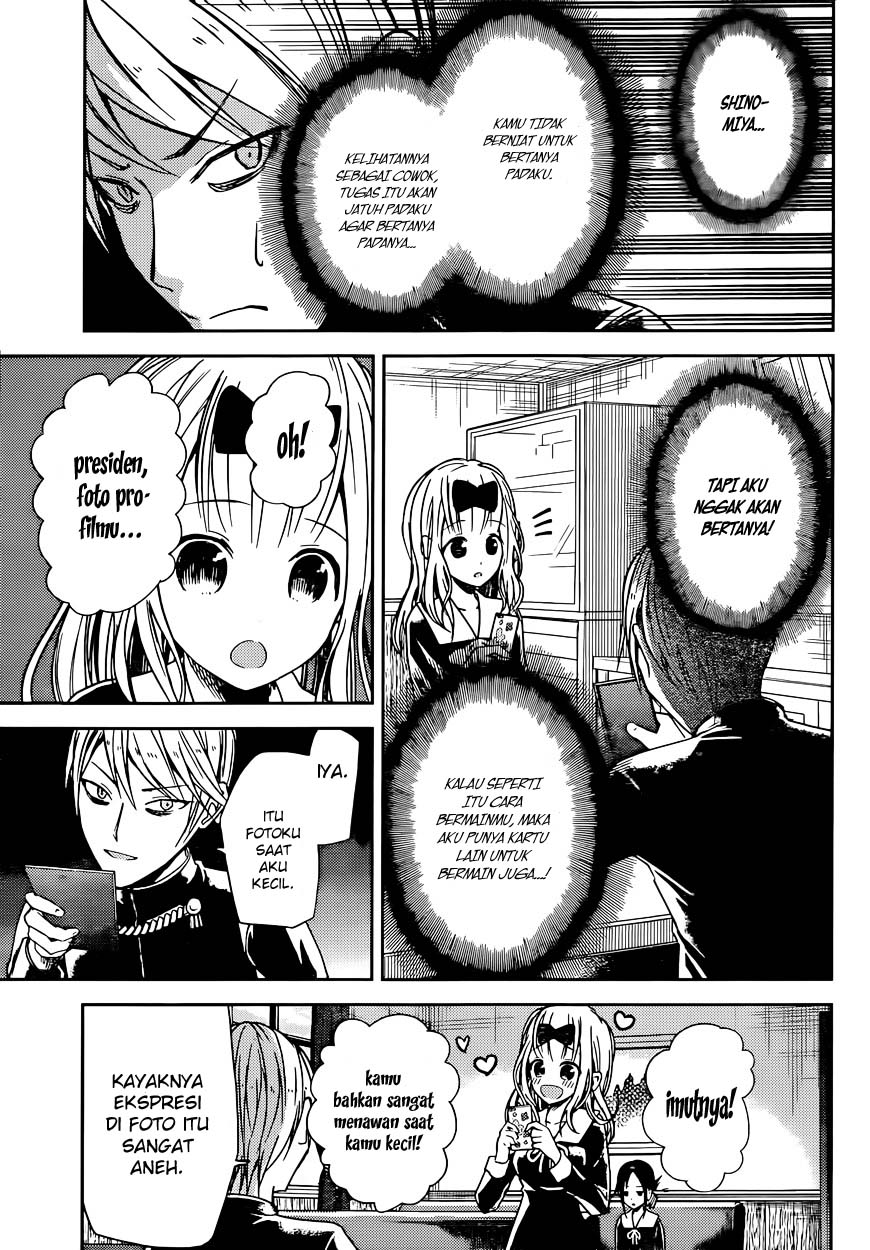 SHINO-
MIYA...
KAMU TIDAK
BERNIAT UNTUK
BERTANYA
PADAKU.
KELIHATANNYA
SEBAGAI COWOK,
TUGAS ITU AKAN
JATUH PADAKU
AGAR BERTANYA
PADANYA...
TAPI AKU
NGGAK AKAN
BERTANYA!
KALAU SEPERTI
ITU CARA
BERMAINMU, MAKA
AKU PUNYA KARTU
LAIN UNTUK
BERMAIN JUGA...!
oh!
presiden,
foto pro-
filmu...
IYA.
ITU
FOTOKU
SAAT
AKU
KECIL.
imutnya!
kamu
bahkan sangat
menawan saat
kamu kecil!
KAYAKNYA
EKSPRESI
DI FOTO ITU
SANGAT
ANEH.